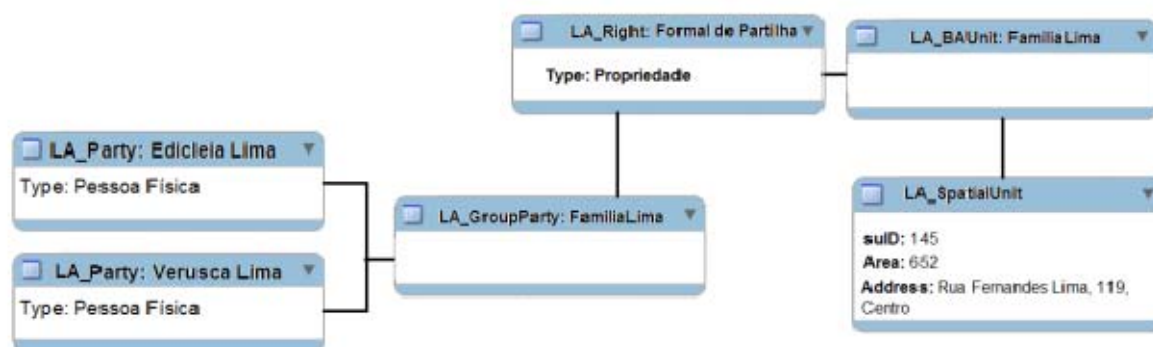 LA_Right: Formal de Partilha
Type: Propriedade
LA_BAUnit: FamiliaLima
LA_Party: Edicleia Lima
Type: Pessoa Física
LA_GroupParty: FamiliaLima
LA_SpatialUnit
suID: 145
Area: 652
Address: Rua Fernandes Lima, 119,
Centro
LA_Party: Verusca Lima
Type: Pessoa Física